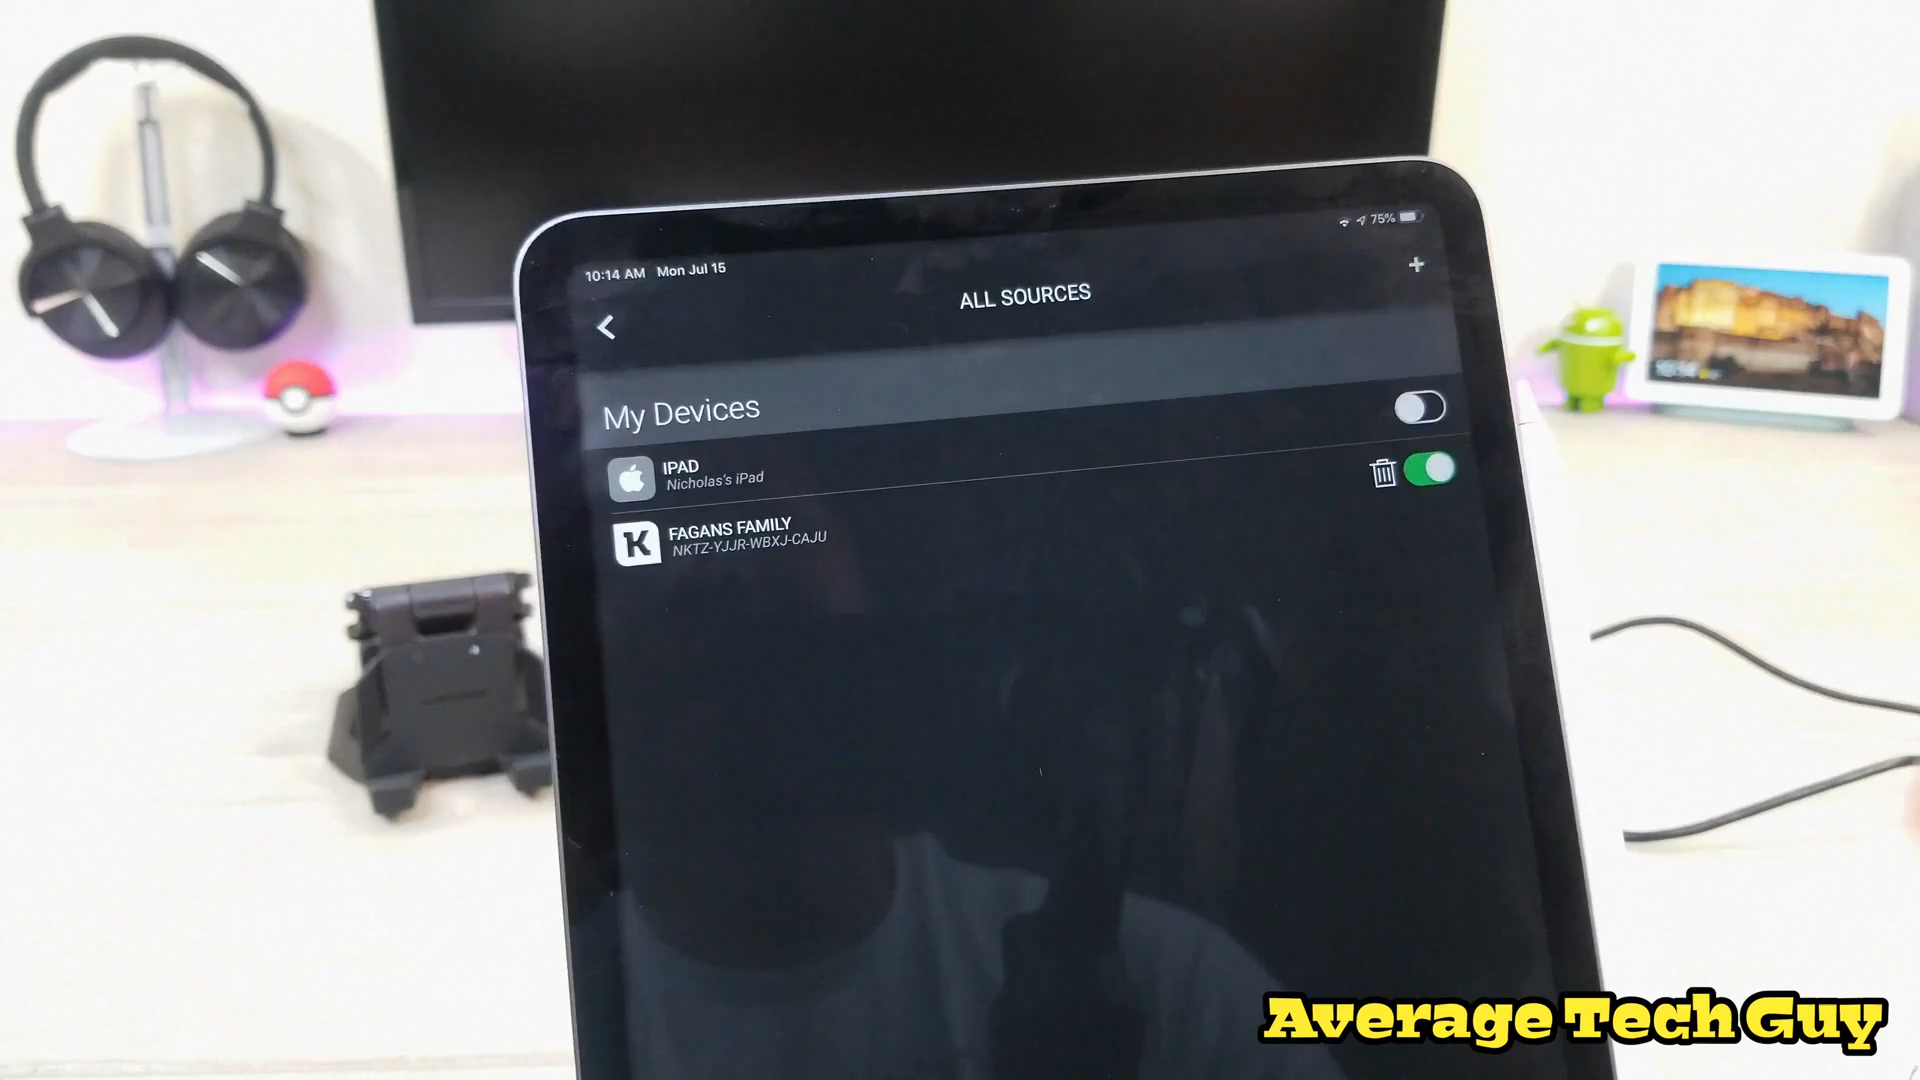 10:14 AM Mon Jul 15
75%
ALL SOURCES
+
My Devices
IPAD
Nicholas's iPad
K
FAGANS FAMILY
NKTZ-YJJR-WBXJ-CAJU
Average Tech Guy